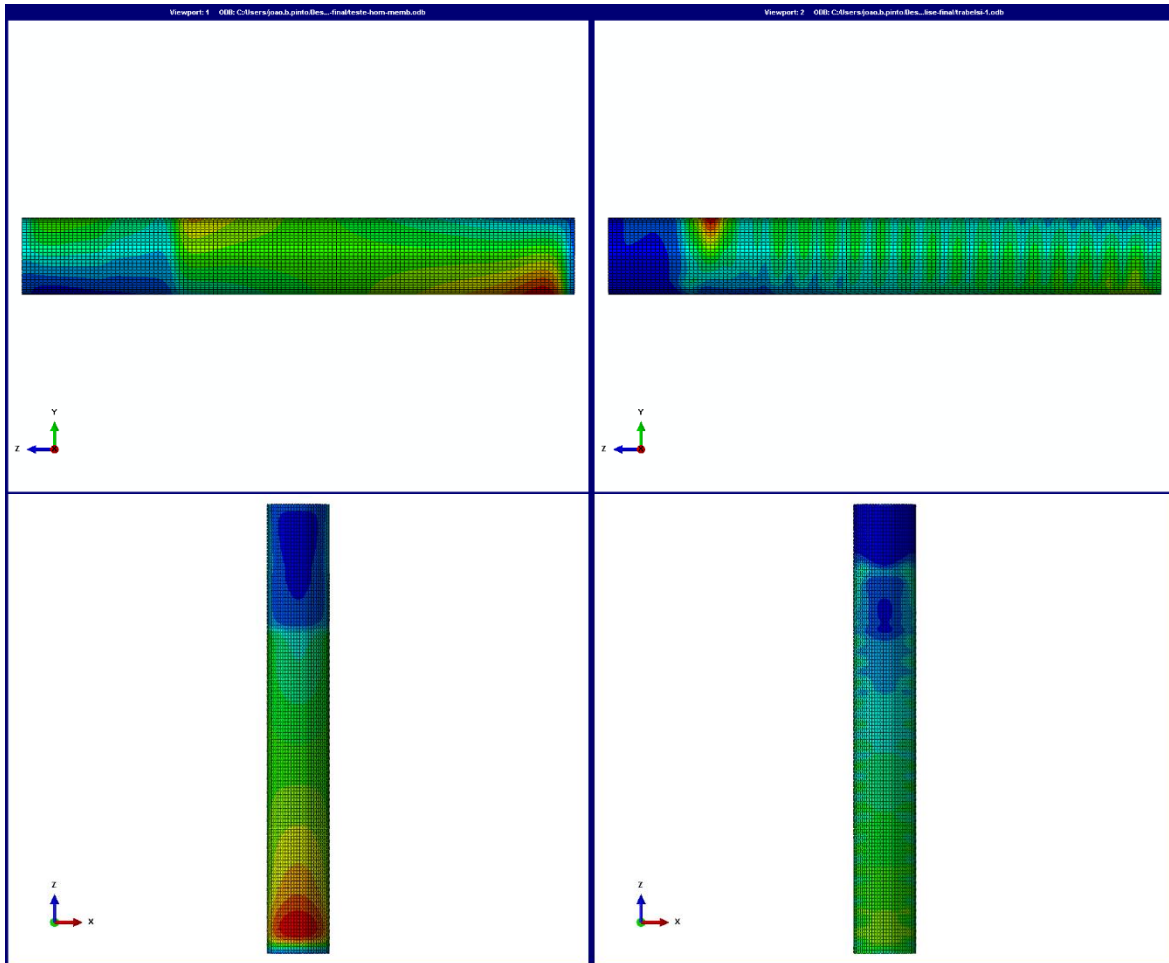 Viewport: 1 ODB: C:/Users/joao.b.pinto/Des...-final/teste-hom-memb.odb
Viewport: 2 ODB: C:/Users/joao.b.pinto/Des...lise-final/trabelsi-1.odb
Y
Z
X
Y
Z
X
Z
X
Z
X